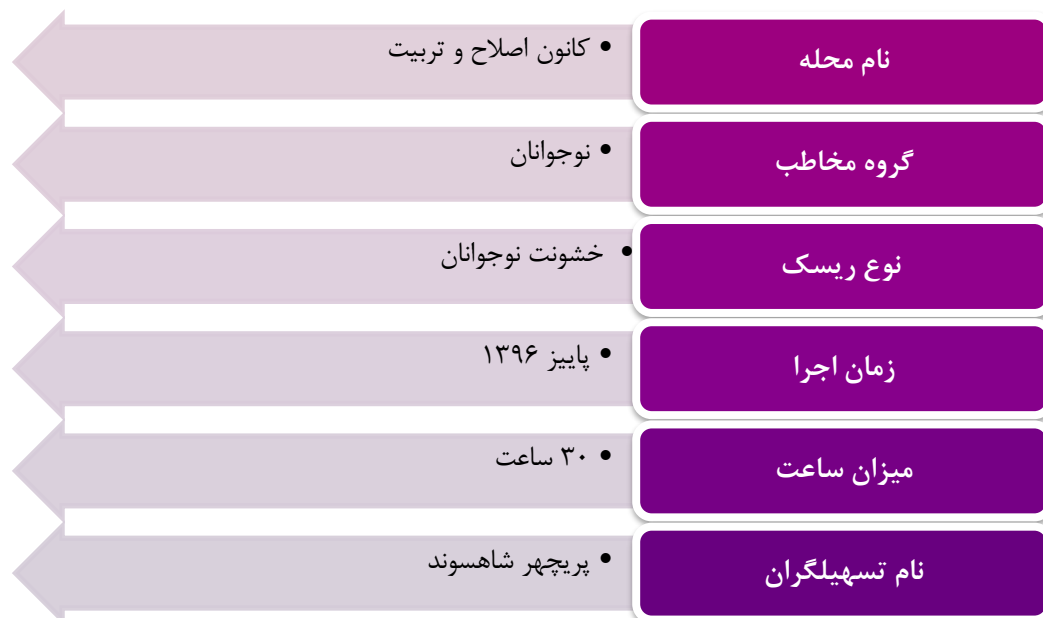 نام محله
• کانون اصلاح و تربیت
گروه مخاطب
• نوجوانان
نوع ریسک
• خشونت نوجوانان
زمان اجرا
• پاییز ۱۳۹۶
میزان ساعت
• ۳۰ ساعت
نام تسهیلگران
• پریچهر شاهسوند